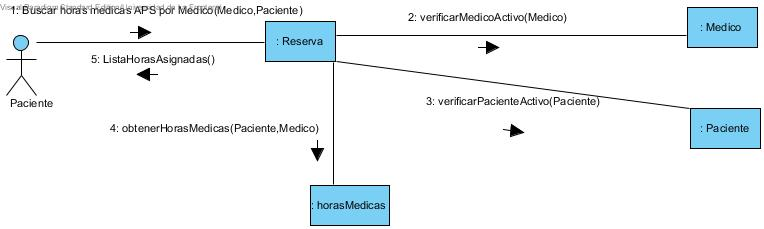 1: Buscar horas medicas APS por Medico(Medico,Paciente)
2: verificarMedicoActivo(Medico)
: Medico
: Reserva
5: ListaHorasAsignadas()
Paciente
3: verificarPacienteActivo(Paciente)
: Paciente
4: obtenerHorasMedicas(Paciente,Medico)
: horasMedicas